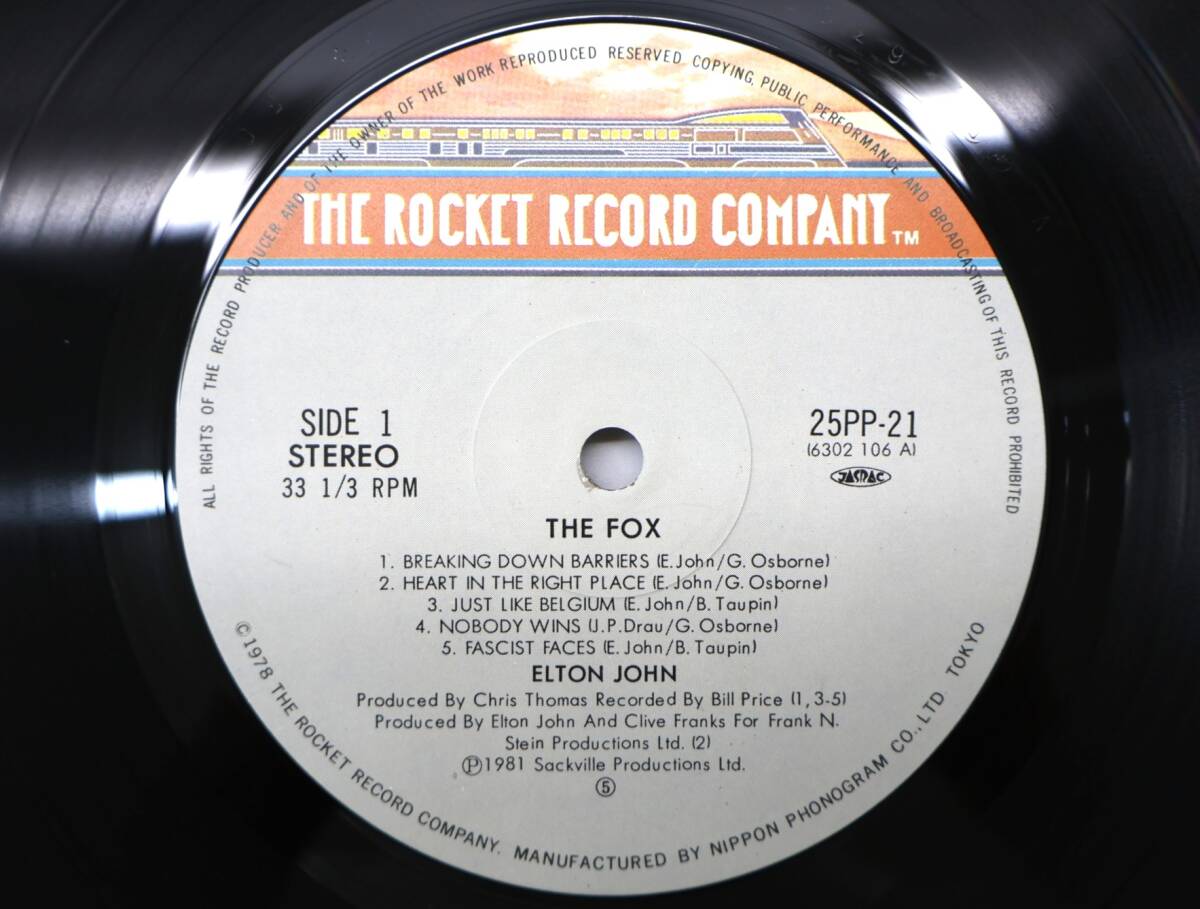 ALL RIGHTS OF THE RECORD PRODUCER AND OF THE OWNER OF THE WORK REPRODUCED RESERVED COPYING, PUBLIC PERFORMANCE AND BROADCASTING OF THIS RECORD PROHIBITED
THE ROCKET RECORD COMPANY TM
SIDE 1
STEREO
33 1/3 RPM
25PP-21
(6302 106 A)
JASRAC
THE FOX
1. BREAKING DOWN BARRIERS (E. John/G. Osborne)
2. HEART IN THE RIGHT PLACE (E. John/G. Osborne)
3. JUST LIKE BELGIUM (E. John/B. Taupin)
4. NOBODY WINS (J.P.Drau/G. Osborne)
5. FASCIST FACES (E. John/B. Taupin)
ELTON JOHN
Produced By Chris Thomas Recorded By Bill Price (1, 3-5)
Produced By Elton John And Clive Franks For Frank N.
Stein Productions Ltd. (2)
Ⓟ1981 Sackville Productions Ltd.
⑤
©1978 THE ROCKET RECORD COMPANY. MANUFACTURED BY NIPPON PHONOGRAM CO., LTD. TOKYO